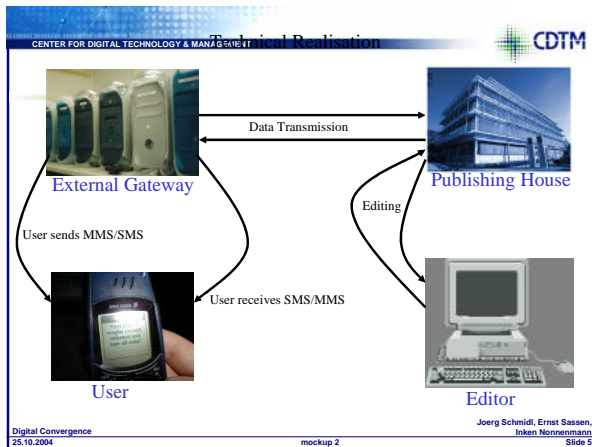 Technical Realisation
CENTER FOR DIGITAL TECHNOLOGY & MANAGEMENT
CDTM
Data Transmission
External Gateway
Publishing House
Editing
User sends MMS/SMS
User receives SMS/MMS
ERICSSON
User
Editor
Joerg Schmidl, Ernst Sassen,
Inken Nonnenmann
Digital Convergence
25.10.2004
mockup 2
Slide 5